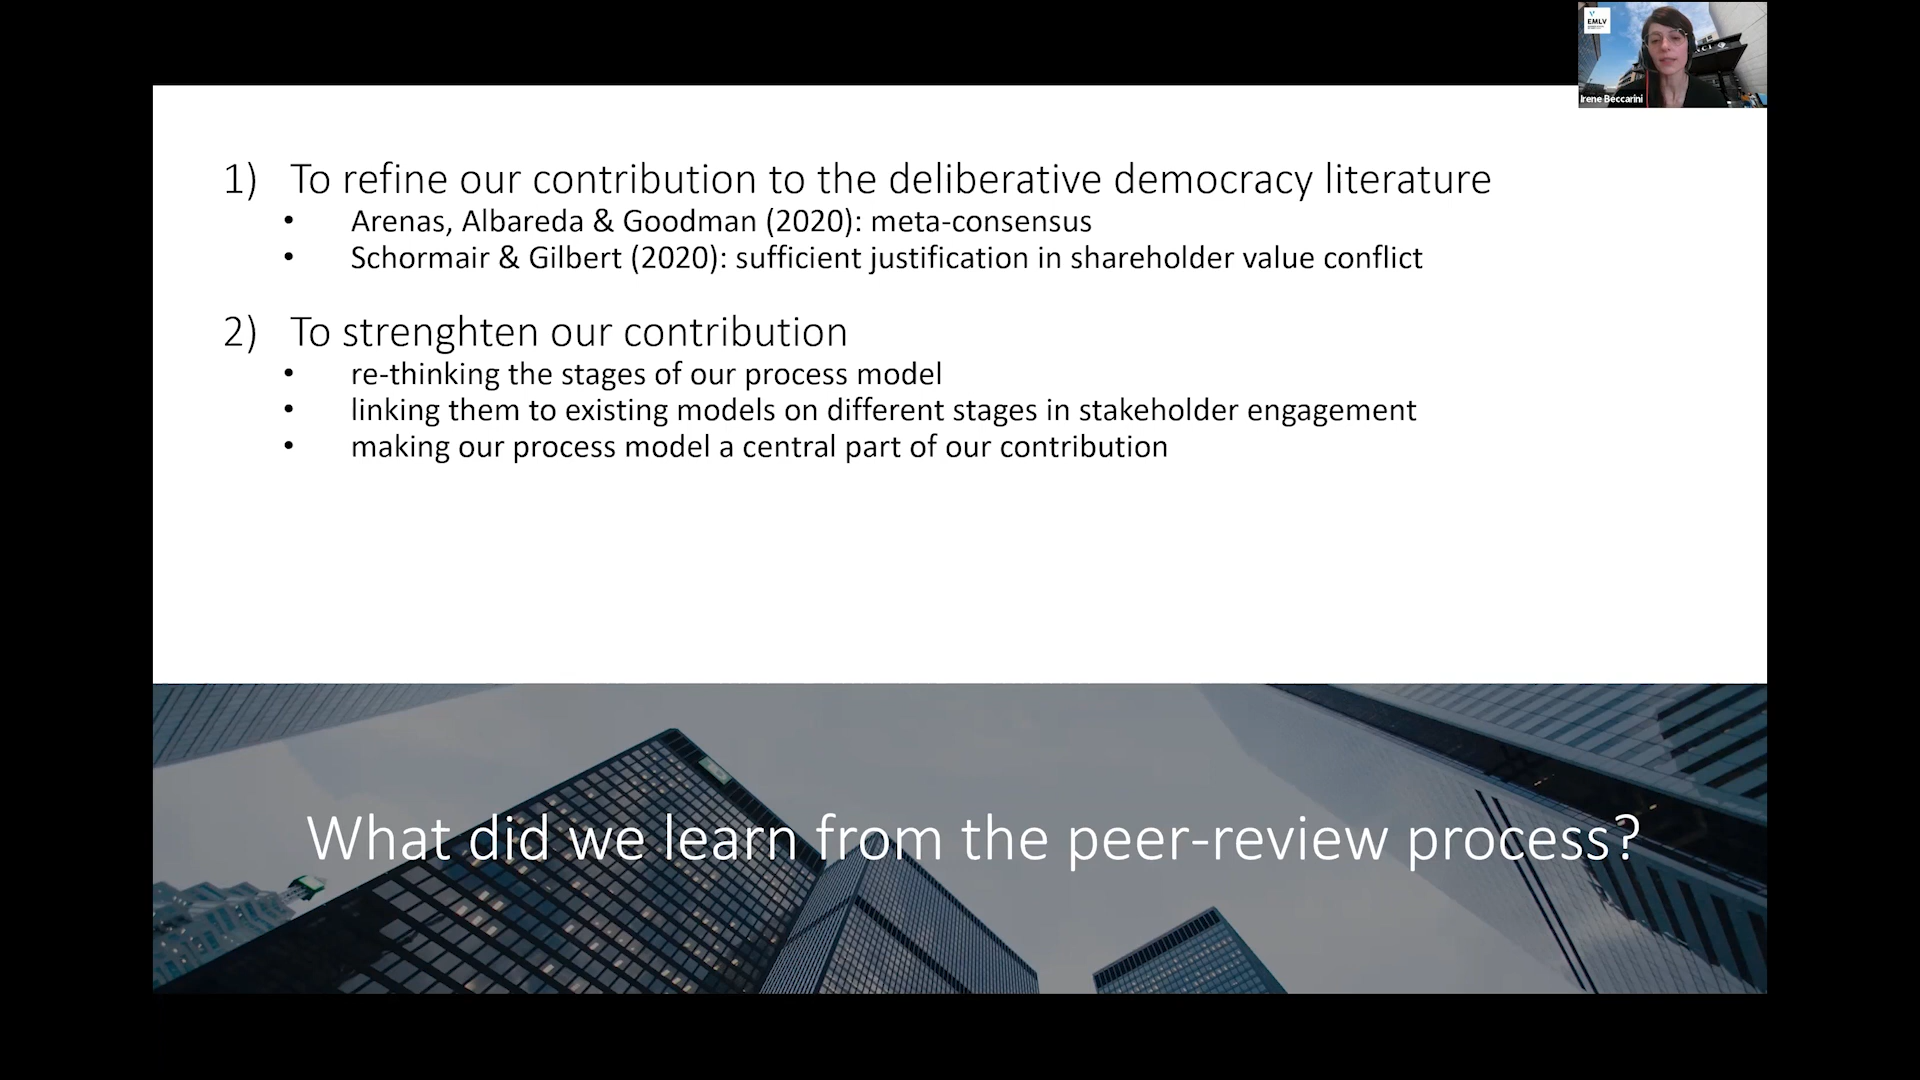 EMLV
Irene Beccarini
1) To refine our contribution to the deliberative democracy literature
• Arenas, Albareda & Goodman (2020): meta-consensus
• Schormair & Gilbert (2020): sufficient justification in shareholder value conflict
2) To strenghten our contribution
• re-thinking the stages of our process model
• linking them to existing models on different stages in stakeholder engagement
• making our process model a central part of our contribution
What did we learn from the peer-review process?